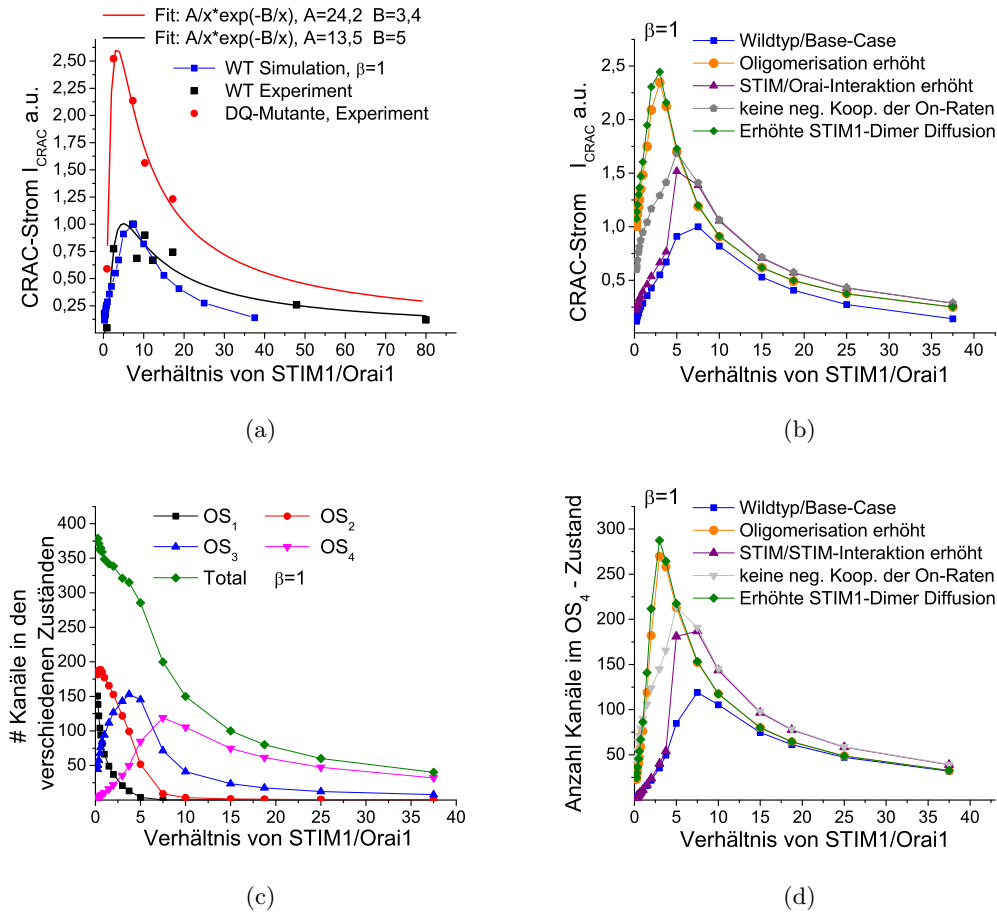 Fit: A/x*exp(-B/x), A=24,2 B=3,4
Fit: A/x*exp(-B/x), A=13,5 B=5
WT Simulation, β=1
WT Experiment
DQ-Mutante, Experiment
CRAC-Strom I_CRAC a.u.
2,50
2,25
2,00
1,75
1,50
1,25
1,00
0,75
0,50
0,25
0 10 20 30 40 50 60 70 80
Verhältnis von STIM1/Orai1
(a)
β=1
Wildtyp/Base-Case
Oligomerisation erhöht
STIM/Orai-Interaktion erhöht
keine neg. Koop. der On-Raten
Erhöhte STIM1-Dimer Diffusion
CRAC-Strom I_CRAC a.u.
2.5
2.0
1.5
1.0
0.5
0 5 10 15 20 25 30 35 40
Verhältnis von STIM1/Orai1
(b)
OS₁ OS₂
OS₃ OS₄
Total β=1
# Kanäle in den
verschiedenen Zuständen
400
350
300
250
200
150
100
50
0 5 10 15 20 25 30 35 40
Verhältnis von STIM1/Orai1
(c)
β=1
Wildtyp/Base-Case
Oligomerisation erhöht
STIM/STIM-Interaktion erhöht
keine neg. Koop. der On-Raten
Erhöhte STIM1-Dimer Diffusion
Anzahl Kanäle im OS₄ - Zustand
300
250
200
150
100
50
0 5 10 15 20 25 30 35 40
Verhältnis von STIM1/Orai1
(d)